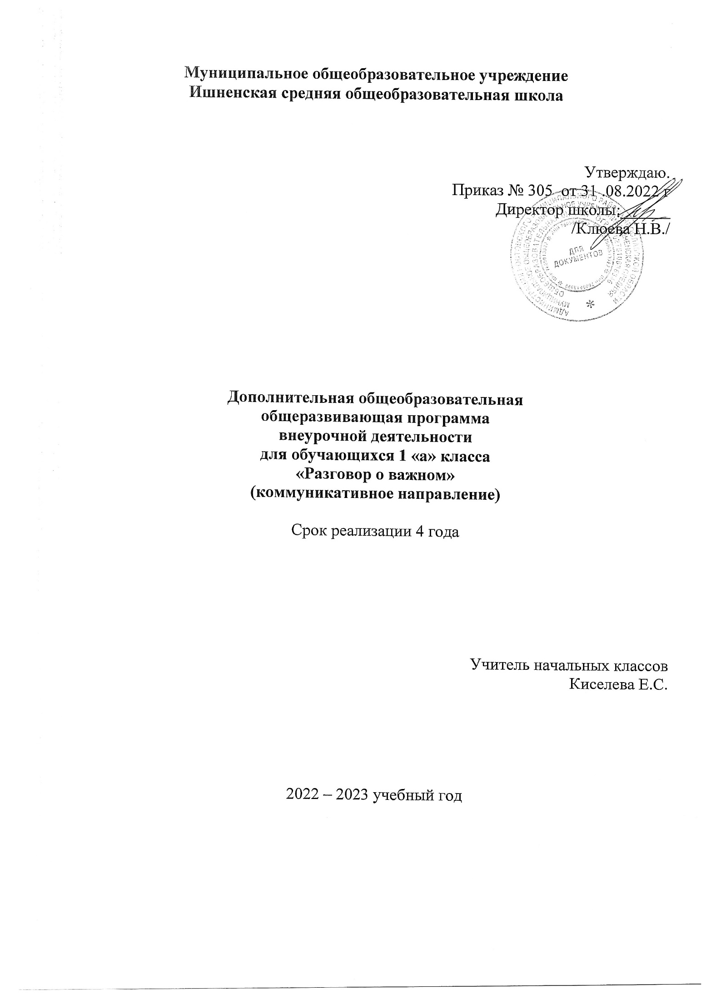 Муниципальное общеобразовательное учреждение
Ишненская средняя общеобразовательная школа
Утверждаю.
Приказ № 305 от 31 .08.2022 г
Директор школы:______
/Клюева Н.В./
ДЛЯ
ДОКУМЕНТОВ
Дополнительная общеобразовательная
общеразвивающая программа
внеурочной деятельности
для обучающихся 1 «а» класса
«Разговор о важном»
(коммуникативное направление)
Срок реализации 4 года
Учитель начальных классов
Киселева Е.С.
2022 – 2023 учебный год